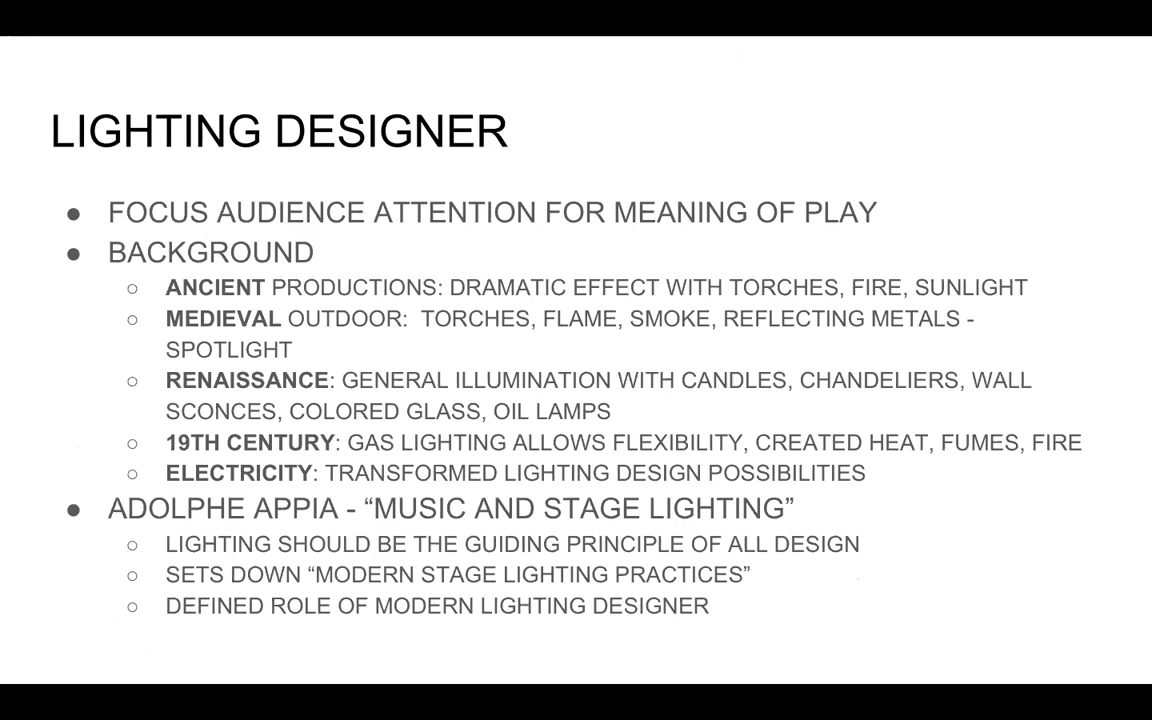 LIGHTING DESIGNER
● FOCUS AUDIENCE ATTENTION FOR MEANING OF PLAY
● BACKGROUND
○ ANCIENT PRODUCTIONS: DRAMATIC EFFECT WITH TORCHES, FIRE, SUNLIGHT
○ MEDIEVAL OUTDOOR:  TORCHES, FLAME, SMOKE, REFLECTING METALS -
SPOTLIGHT
○ RENAISSANCE: GENERAL ILLUMINATION WITH CANDLES, CHANDELIERS, WALL
SCONCES, COLORED GLASS, OIL LAMPS
○ 19TH CENTURY: GAS LIGHTING ALLOWS FLEXIBILITY, CREATED HEAT, FUMES, FIRE
○ ELECTRICITY: TRANSFORMED LIGHTING DESIGN POSSIBILITIES
● ADOLPHE APPIA - “MUSIC AND STAGE LIGHTING”
○ LIGHTING SHOULD BE THE GUIDING PRINCIPLE OF ALL DESIGN
○ SETS DOWN “MODERN STAGE LIGHTING PRACTICES”
○ DEFINED ROLE OF MODERN LIGHTING DESIGNER